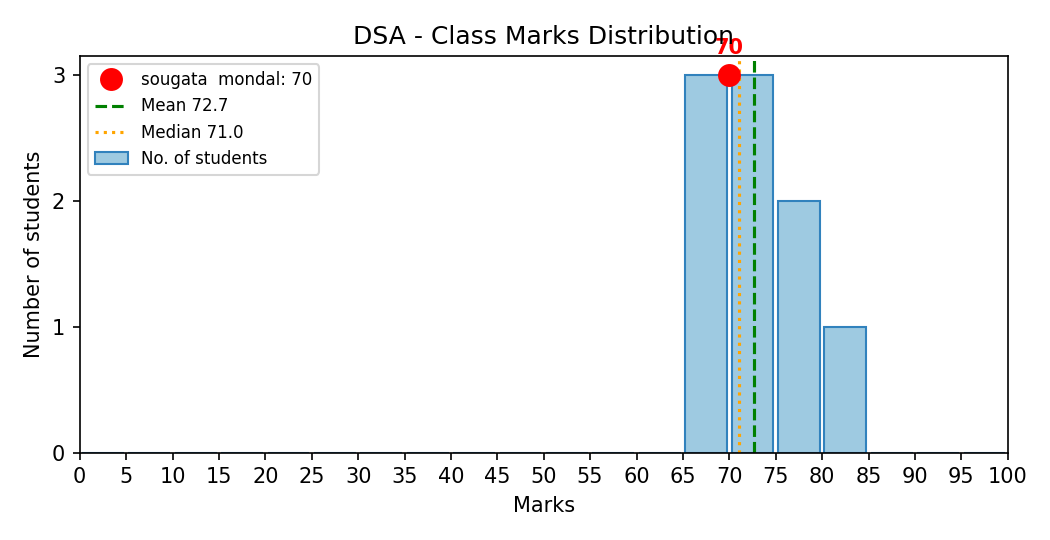 DSA - Class Marks Distribution
70
sougata  mondal: 70
Mean 72.7
Median 71.0
No. of students
Number of students
3
2
1
0
0 5 10 15 20 25 30 35 40 45 50 55 60 65 70 75 80 85 90 95 100
Marks